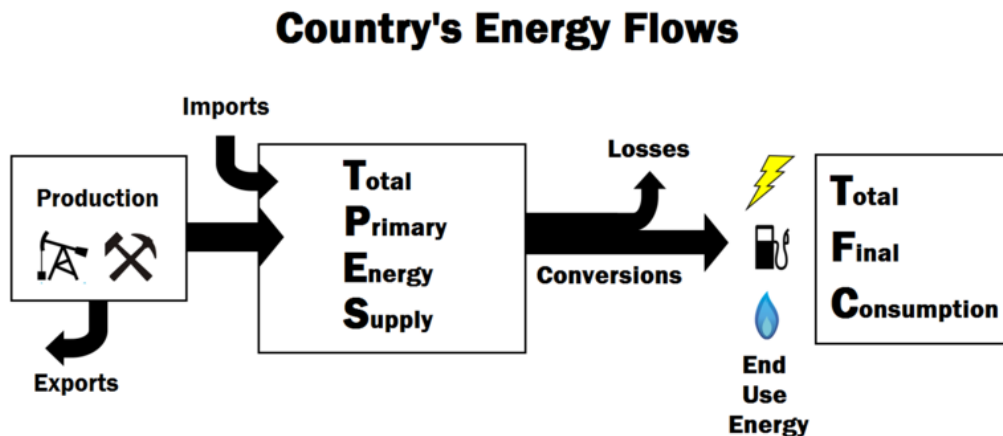 Country's Energy Flows
Imports
Production
Exports
Total
Primary
Energy
Supply
Losses
Conversions
End
Use
Energy
Total
Final
Consumption